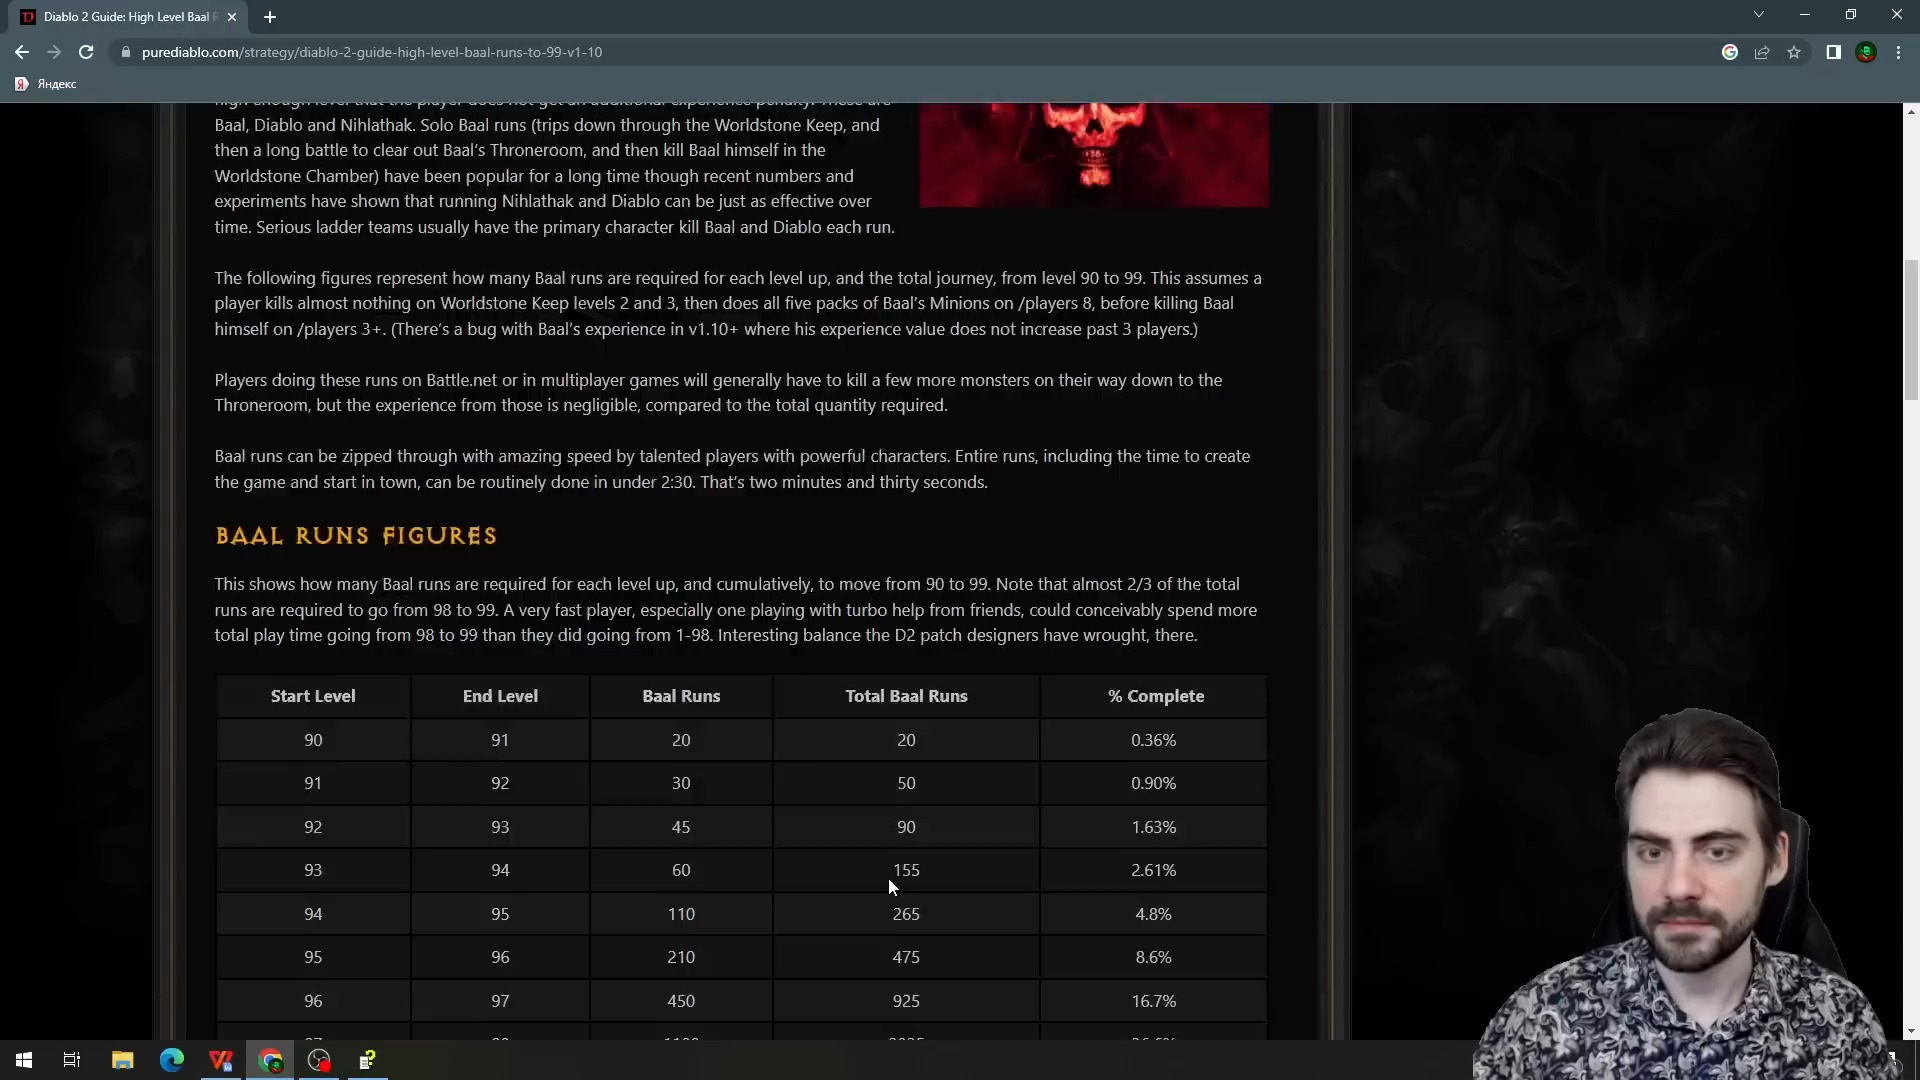 Diablo 2 Guide: High Level Baal R
purediablo.com/strategy/diablo-2-guide-high-level-baal-runs-to-99-v1-10
Яндекс
high enough level that the player does not get an additional experience penalty. These are
Baal, Diablo and Nihlathak. Solo Baal runs (trips down through the Worldstone Keep, and
then a long battle to clear out Baal's Throneroom, and then kill Baal himself in the
Worldstone Chamber) have been popular for a long time though recent numbers and
experiments have shown that running Nihlathak and Diablo can be just as effective over
time. Serious ladder teams usually have the primary character kill Baal and Diablo each run.
The following figures represent how many Baal runs are required for each level up, and the total journey, from level 90 to 99. This assumes a
player kills almost nothing on Worldstone Keep levels 2 and 3, then does all five packs of Baal's Minions on /players 8, before killing Baal
himself on /players 3+. (There's a bug with Baal's experience in v1.10+ where his experience value does not increase past 3 players.)
Players doing these runs on Battle.net or in multiplayer games will generally have to kill a few more monsters on their way down to the
Throneroom, but the experience from those is negligible, compared to the total quantity required.
Baal runs can be zipped through with amazing speed by talented players with powerful characters. Entire runs, including the time to create
the game and start in town, can be routinely done in under 2:30. That's two minutes and thirty seconds.
BAAL RUNS FIGURES
This shows how many Baal runs are required for each level up, and cumulatively, to move from 90 to 99. Note that almost 2/3 of the total
runs are required to go from 98 to 99. A very fast player, especially one playing with turbo help from friends, could conceivably spend more
total play time going from 98 to 99 than they did going from 1-98. Interesting balance the D2 patch designers have wrought, there.
Start Level End Level Baal Runs Total Baal Runs % Complete
90 91 20 20 0.36%
91 92 30 50 0.90%
92 93 45 90 1.63%
93 94 60 155 2.61%
94 95 110 265 4.8%
95 96 210 475 8.6%
96 97 450 925 16.7%